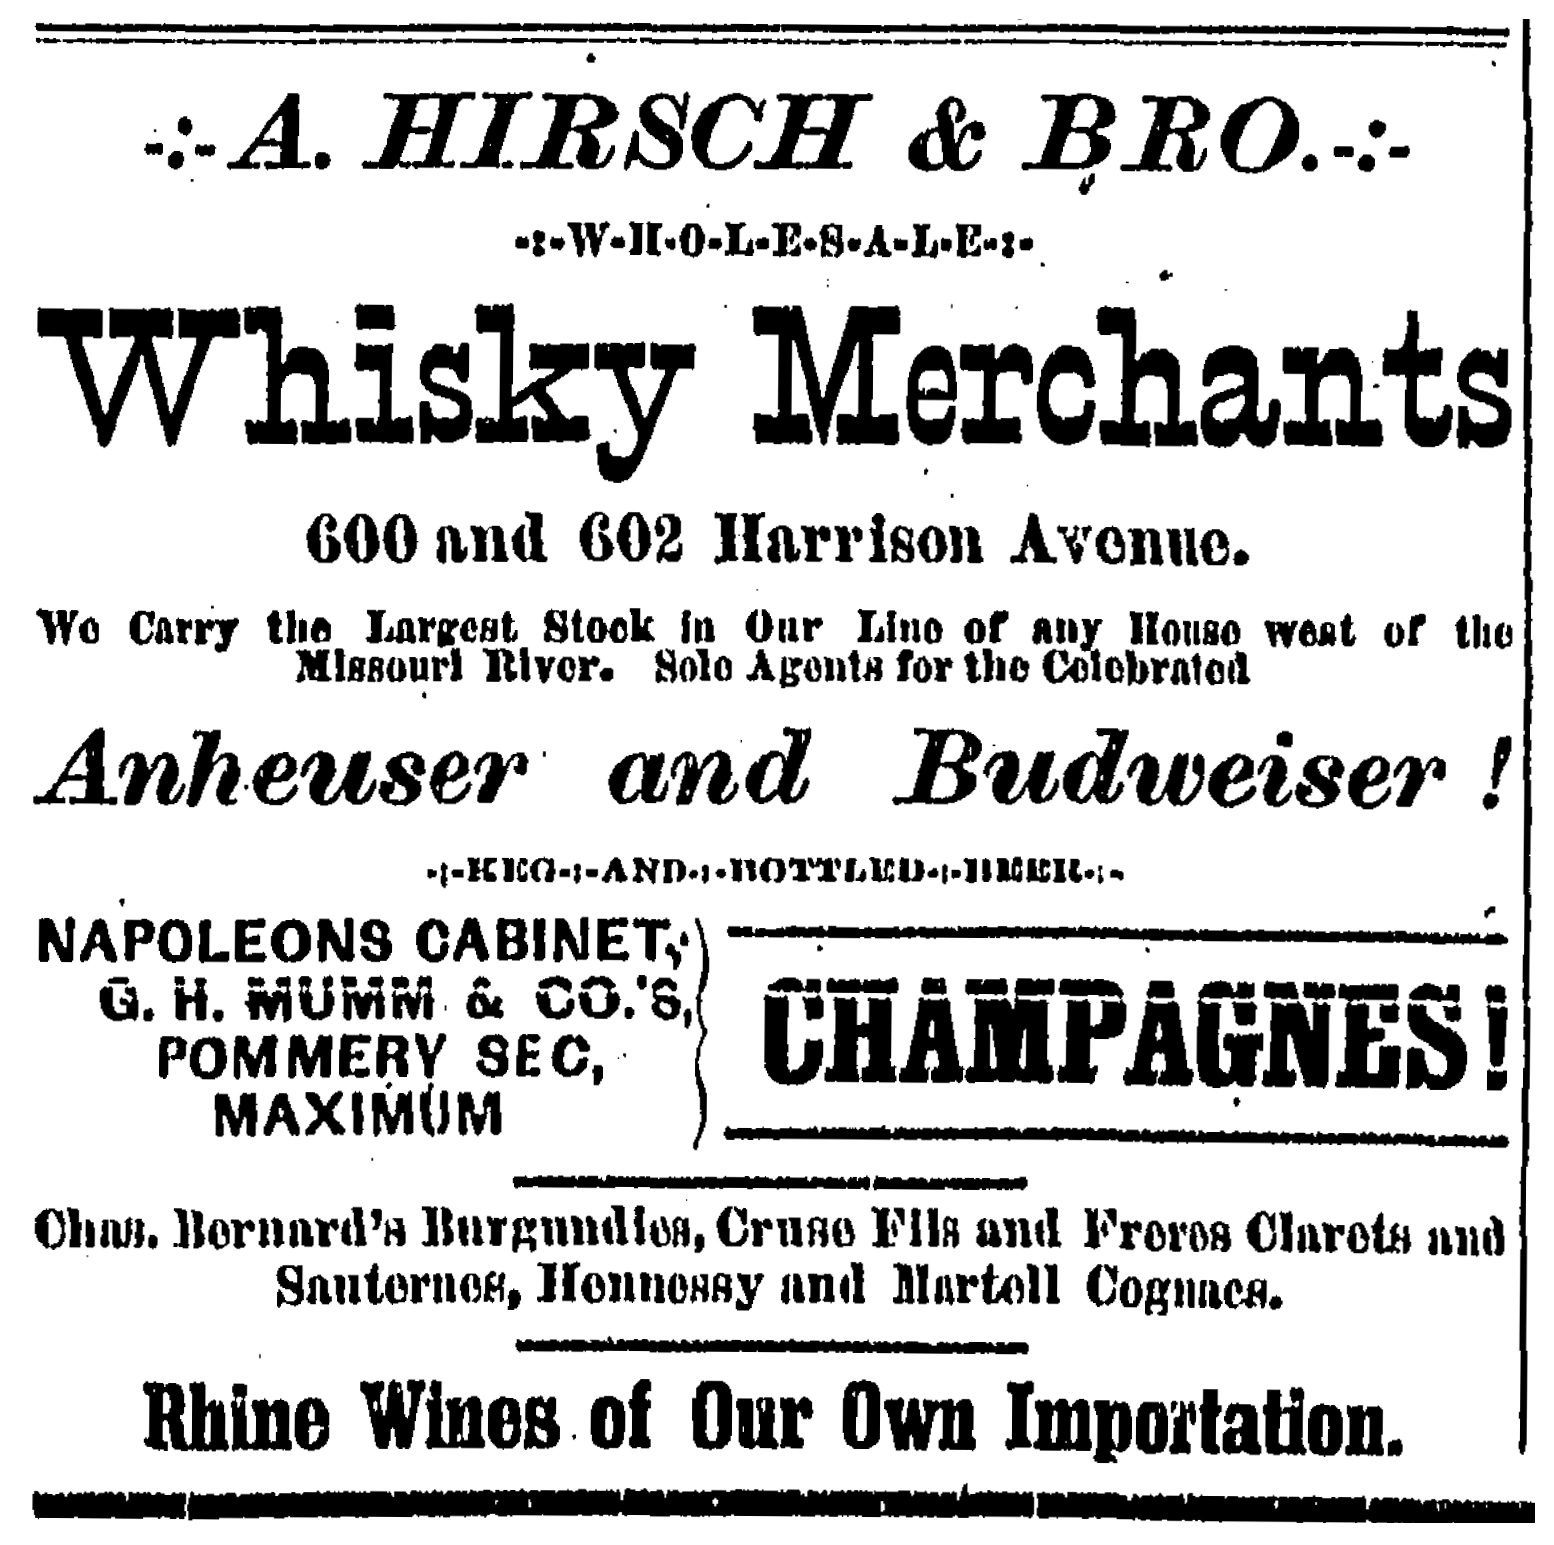 -:-A. HIRSCH & BRO.-:-
-:-W-H-O-L-E-S-A-L-E-:-
Whisky Merchants
600 and 602 Harrison Avenue.
We Carry the Largest Stock in Our Line of any House west of the
Missouri River. Sole Agents for the Celebrated
Anheuser and Budweiser !
-:-KEG-:-AND-:-BOTTLED-:-BEER-:-
NAPOLEONS CABINET,
G. H. MUMM & CO.'S,
POMMERY SEC,
MAXIMUM
CHAMPAGNES!
Chas. Bernard's Burgundies, Cruse Fils and Freres Clarets and
Sauternes, Hennessy and Martell Cognacs.
Rhine Wines of Our Own Importation.